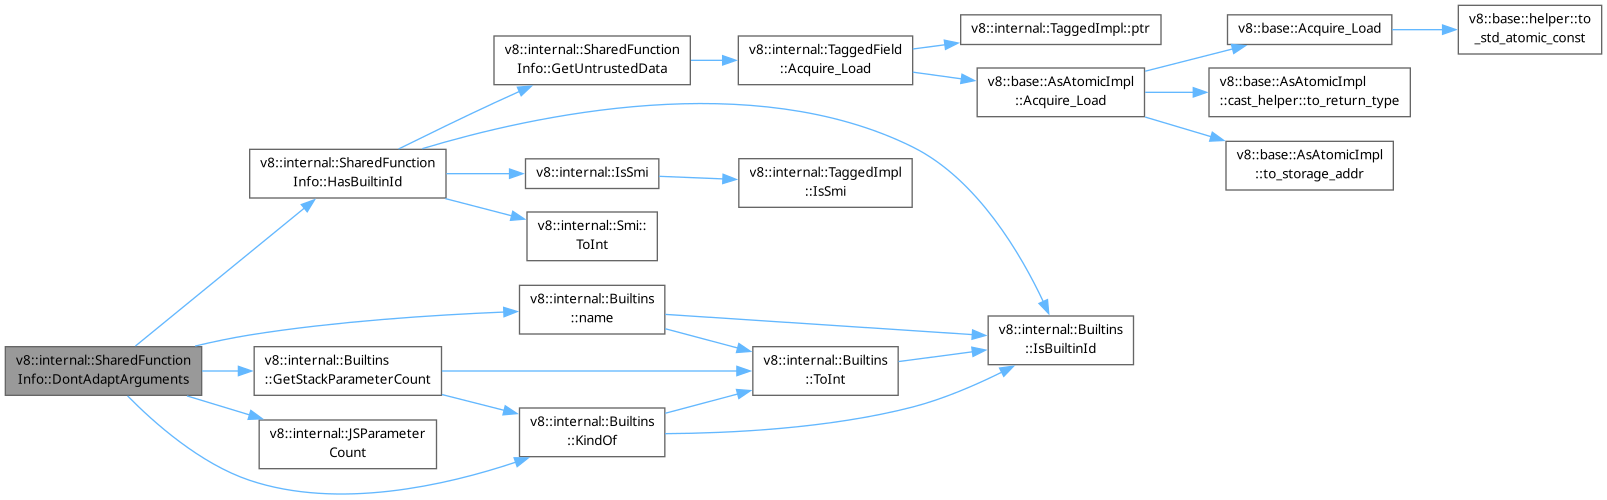 v8::internal::SharedFunction
Info::DontAdaptArguments
v8::internal::SharedFunction
Info::HasBuiltinId
v8::internal::SharedFunction
Info::GetUntrustedData
v8::internal::TaggedField
::Acquire_Load
v8::internal::TaggedImpl::ptr
v8::base::AsAtomicImpl
::Acquire_Load
v8::base::Acquire_Load
v8::base::helper::to
_std_atomic_const
v8::base::AsAtomicImpl
::cast_helper::to_return_type
v8::base::AsAtomicImpl
::to_storage_addr
v8::internal::IsSmi
v8::internal::TaggedImpl
::IsSmi
v8::internal::Smi::
ToInt
v8::internal::Builtins
::name
v8::internal::Builtins
::IsBuiltinId
v8::internal::Builtins
::ToInt
v8::internal::Builtins
::GetStackParameterCount
v8::internal::Builtins
::KindOf
v8::internal::JSParameter
Count